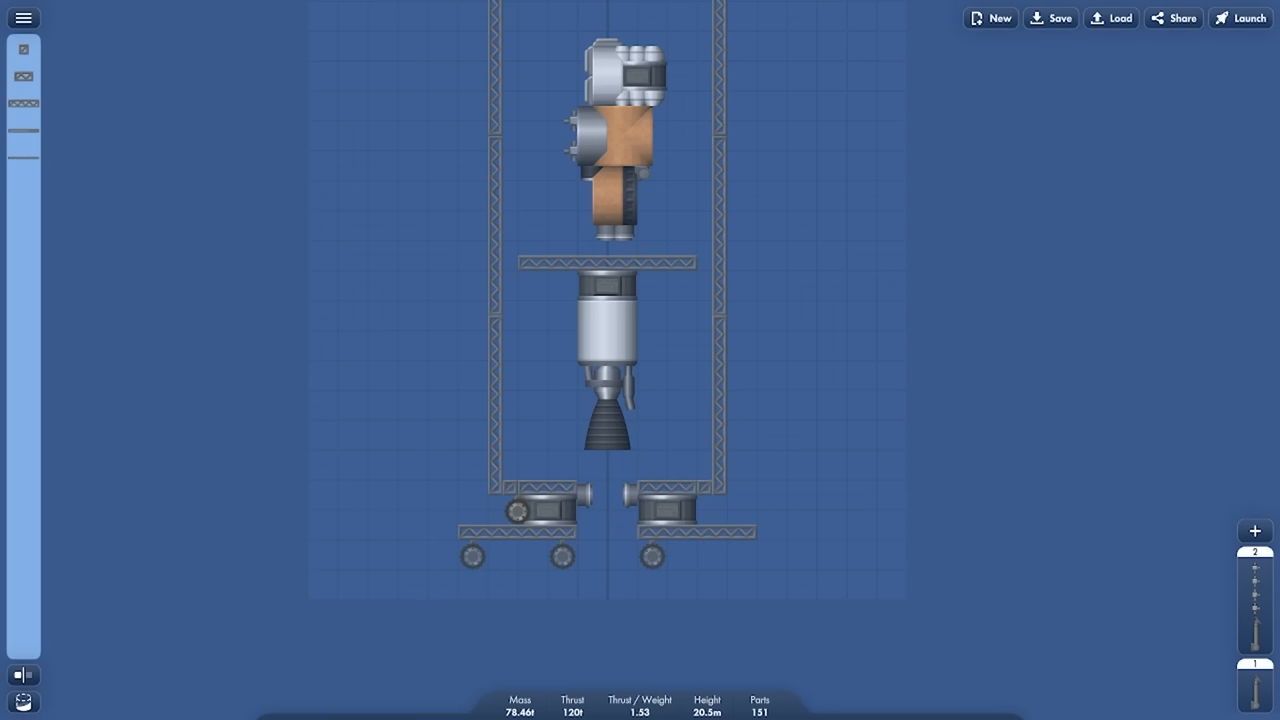 New
Save
Load
Share
Launch
2
1
Mass
Thrust
Thrust / Weight
Height
Parts
78.46t
120t
1.53
20.5m
151